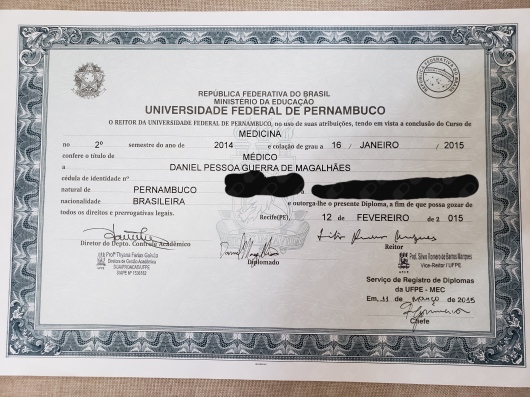 REPÚBLICA FEDERATIVA DO BRASIL
MINISTÉRIO DA EDUCAÇÃO
UNIVERSIDADE FEDERAL DE PERNAMBUCO
O REITOR DA UNIVERSIDADE FEDERAL DE PERNAMBUCO, no uso de suas atribuições, tendo em vista a conclusão do Curso de
MEDICINA
no 2º semestre do ano de 2014 e colação de grau a 16 / JANEIRO / 2015
confere o título de MÉDICO
DANIEL PESSOA GUERRA DE MAGALHÃES
cédula de identidade nº
natural de PERNAMBUCO
nacionalidade BRASILEIRA e outorga-lhe o presente Diploma, a fim de que possa gozar de
todos os direitos e prerrogativas legais. Recife(PE), 12 de FEVEREIRO de 2 015
Diretor do Depto. Controle Acadêmico
Diplomado
Reitor
Diretora de Gestão Acadêmica
Vice-Reitor / UFPE
Serviço de Registro de Diplomas
da UFPE - MEC
Em, 11 de março de 2015
Chefe